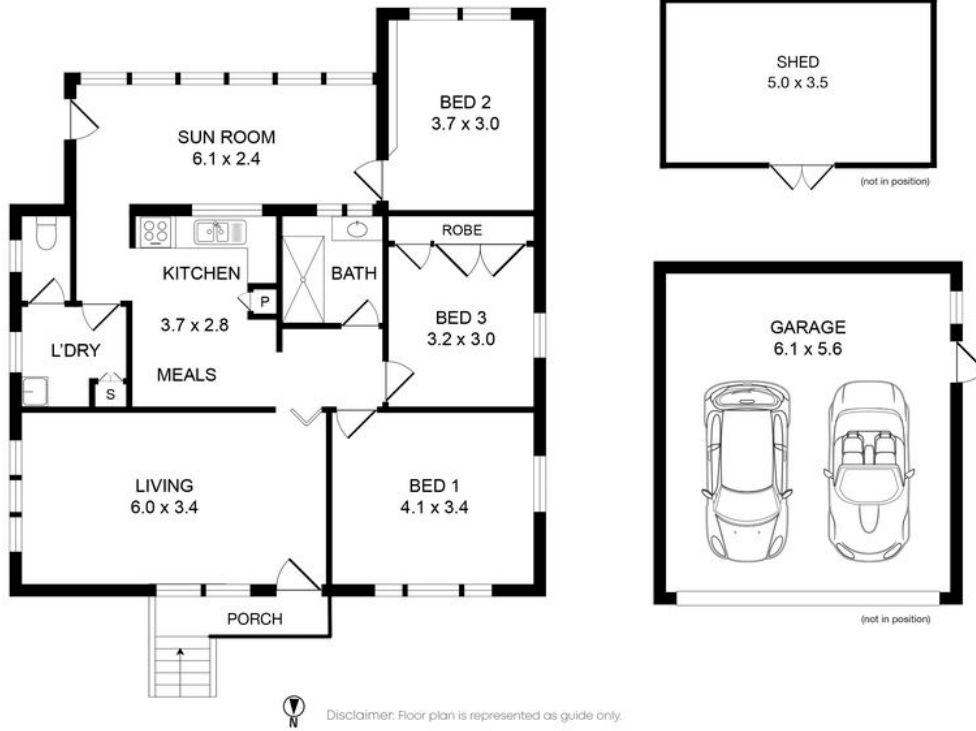 BED 2
3.7 x 3.0
SHED
5.0 x 3.5
(not in position)
SUN ROOM
6.1 x 2.4
ROBE
KITCHEN
3.7 x 2.8
MEALS
P
BATH
BED 3
3.2 x 3.0
L'DRY
S
GARAGE
6.1 x 5.6
(not in position)
LIVING
6.0 x 3.4
BED 1
4.1 x 3.4
PORCH
N
Disclaimer: Floor plan is represented as guide only.